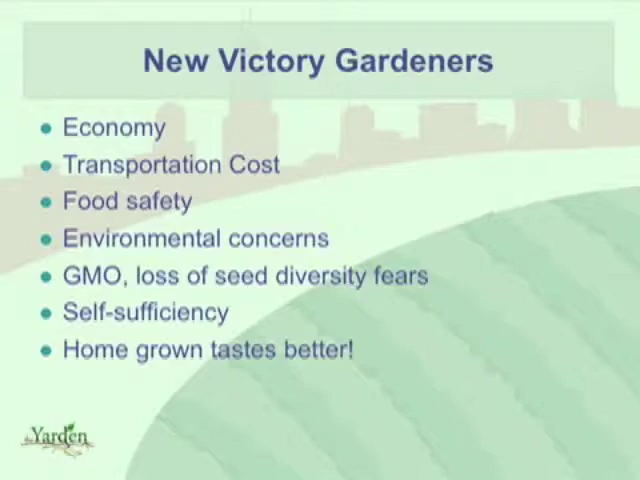 New Victory Gardeners
Economy
Transportation Cost
Food safety
Environmental concerns
GMO, loss of seed diversity fears
Self-sufficiency
Home grown tastes better!
the Yarden